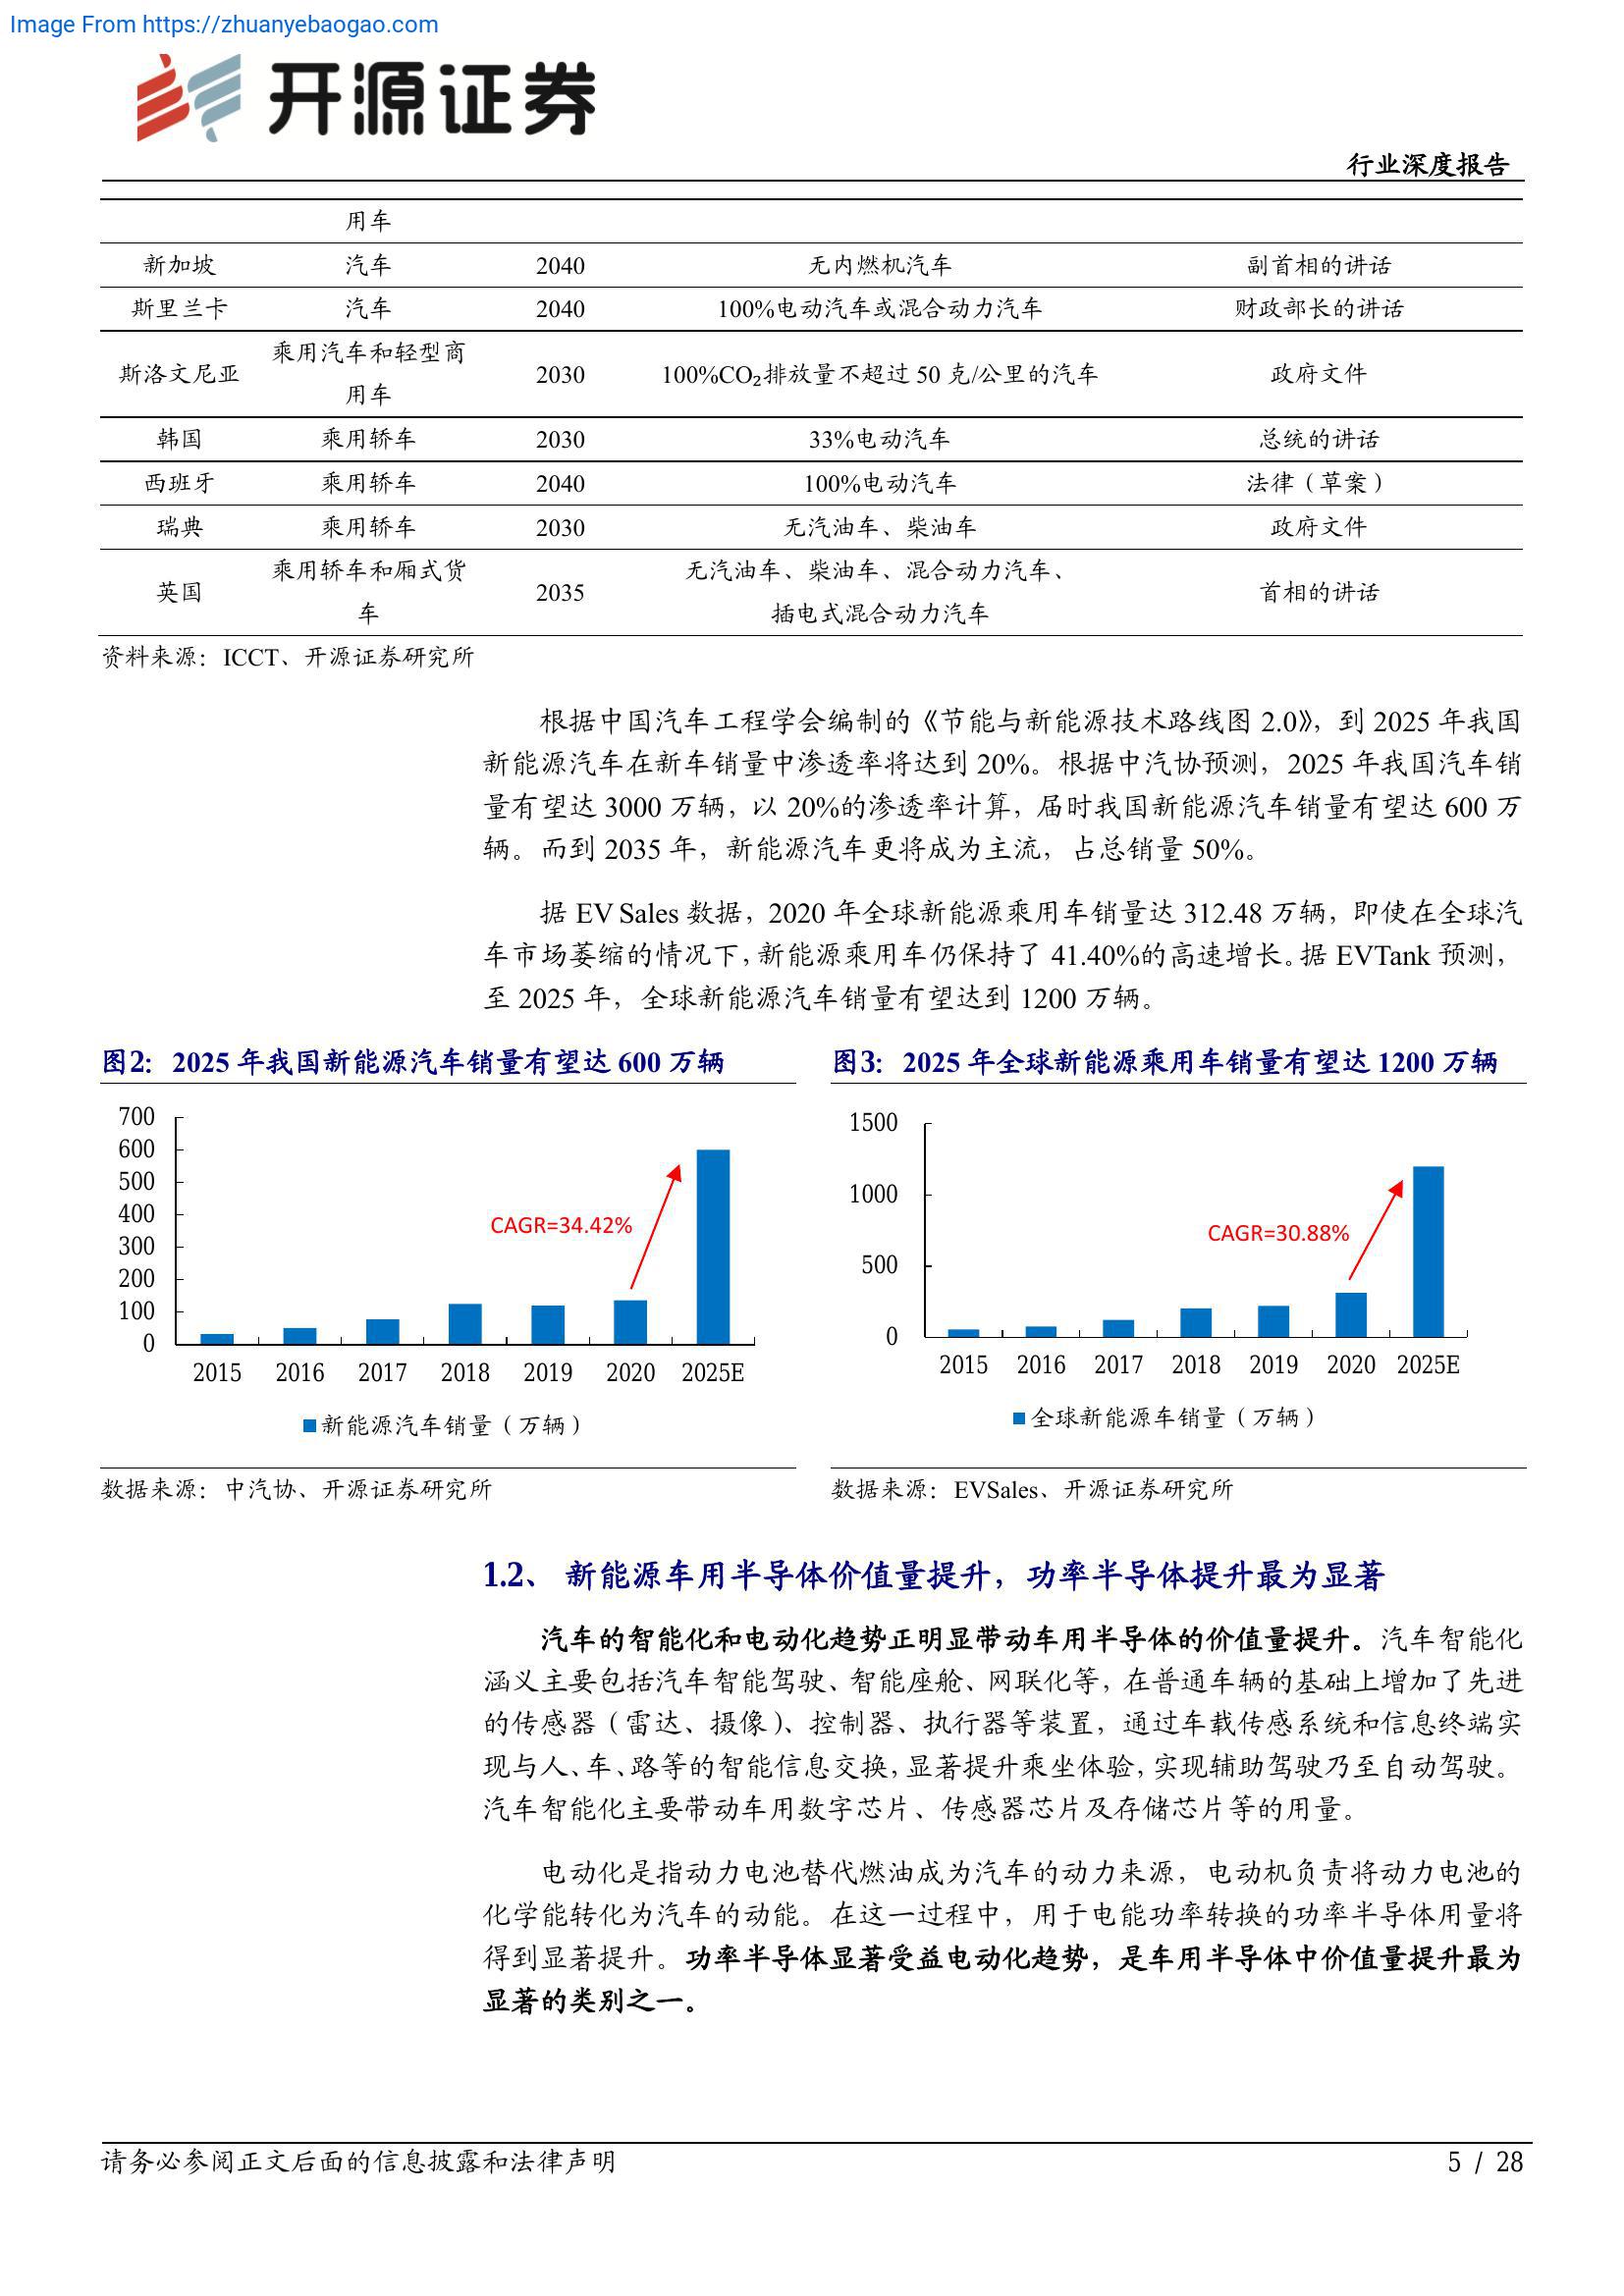 Image From https://zhuanyebaogao.com
开源证券
行业深度报告
用车
新加坡 汽车 2040 无内燃机汽车 副首相的讲话
斯里兰卡 汽车 2040 100%电动汽车或混合动力汽车 财政部长的讲话
斯洛文尼亚 乘用汽车和轻型商用车 2030 100%CO₂排放量不超过 50 克/公里的汽车 政府文件
韩国 乘用轿车 2030 33%电动汽车 总统的讲话
西班牙 乘用轿车 2040 100%电动汽车 法律（草案）
瑞典 乘用轿车 2030 无汽油车、柴油车 政府文件
英国 乘用轿车和厢式货车 2035 无汽油车、柴油车、混合动力汽车、插电式混合动力汽车 首相的讲话
资料来源：ICCT、开源证券研究所
根据中国汽车工程学会编制的《节能与新能源技术路线图 2.0》，到 2025 年我国
新能源汽车在新车销量中渗透率将达到 20%。根据中汽协预测，2025 年我国汽车销
量有望达 3000 万辆，以 20%的渗透率计算，届时我国新能源汽车销量有望达 600 万
辆。而到 2035 年，新能源汽车更将成为主流，占总销量 50%。
据 EV Sales 数据，2020 年全球新能源乘用车销量达 312.48 万辆，即使在全球汽
车市场萎缩的情况下，新能源乘用车仍保持了 41.40%的高速增长。据 EVTank 预测，
至 2025 年，全球新能源汽车销量有望达到 1200 万辆。
图2：2025 年我国新能源汽车销量有望达 600 万辆
700
600
500
400
300
200
100
0
CAGR=34.42%
2015 2016 2017 2018 2019 2020 2025E
新能源汽车销量（万辆）
数据来源：中汽协、开源证券研究所
图3：2025 年全球新能源乘用车销量有望达 1200 万辆
1500
1000
500
0
CAGR=30.88%
2015 2016 2017 2018 2019 2020 2025E
全球新能源车销量（万辆）
数据来源：EVSales、开源证券研究所
1.2、 新能源车用半导体价值量提升，功率半导体提升最为显著
汽车的智能化和电动化趋势正明显带动车用半导体的价值量提升。汽车智能化
涵义主要包括汽车智能驾驶、智能座舱、网联化等，在普通车辆的基础上增加了先进
的传感器（雷达、摄像）、控制器、执行器等装置，通过车载传感系统和信息终端实
现与人、车、路等的智能信息交换，显著提升乘坐体验，实现辅助驾驶乃至自动驾驶。
汽车智能化主要带动车用数字芯片、传感器芯片及存储芯片等的用量。
电动化是指动力电池替代燃油成为汽车的动力来源，电动机负责将动力电池的
化学能转化为汽车的动能。在这一过程中，用于电能功率转换的功率半导体用量将
得到显著提升。功率半导体显著受益电动化趋势，是车用半导体中价值量提升最为
显著的类别之一。
请务必参阅正文后面的信息披露和法律声明
5 / 28